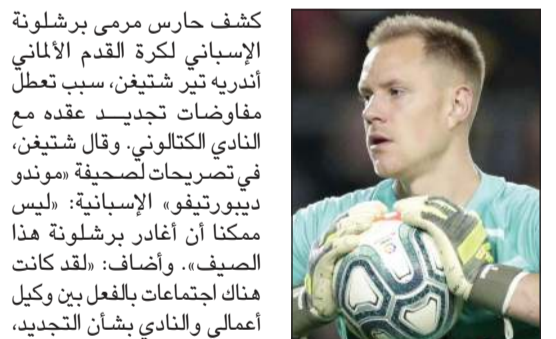 كشف حارس مرمى برشلونة
الإسباني لكرة القدم الألماني
أندريه تير شتيغن، سبب تعطل
مفاوضات تجديـــد عقده مع
النادي الكتالوني. وقال شتيغن،
في تصريحات لصحيفة «موندو
ديبورتيفو» الإسبانية: «ليس
ممكنا أن أغادر برشلونة هذا
الصيف». وأضاف: «لقد كانت
هناك اجتماعات بالفعل بين وكيل
أعمالي والنادي بشأن التجديد،